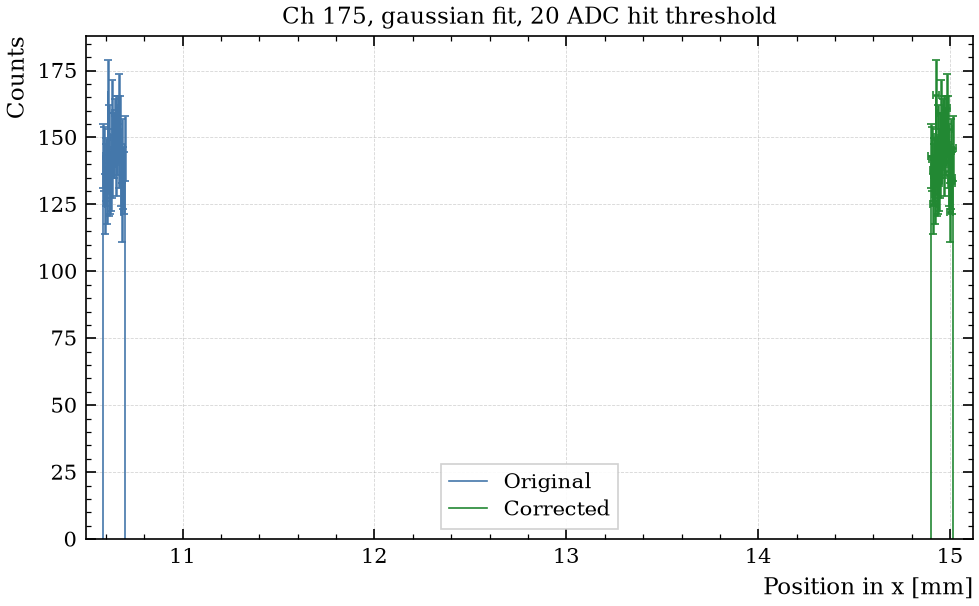 Ch 175, gaussian fit, 20 ADC hit threshold
Counts
175
150
125
100
75
50
25
0
Original
Corrected
11 12 13 14 15
Position in x [mm]